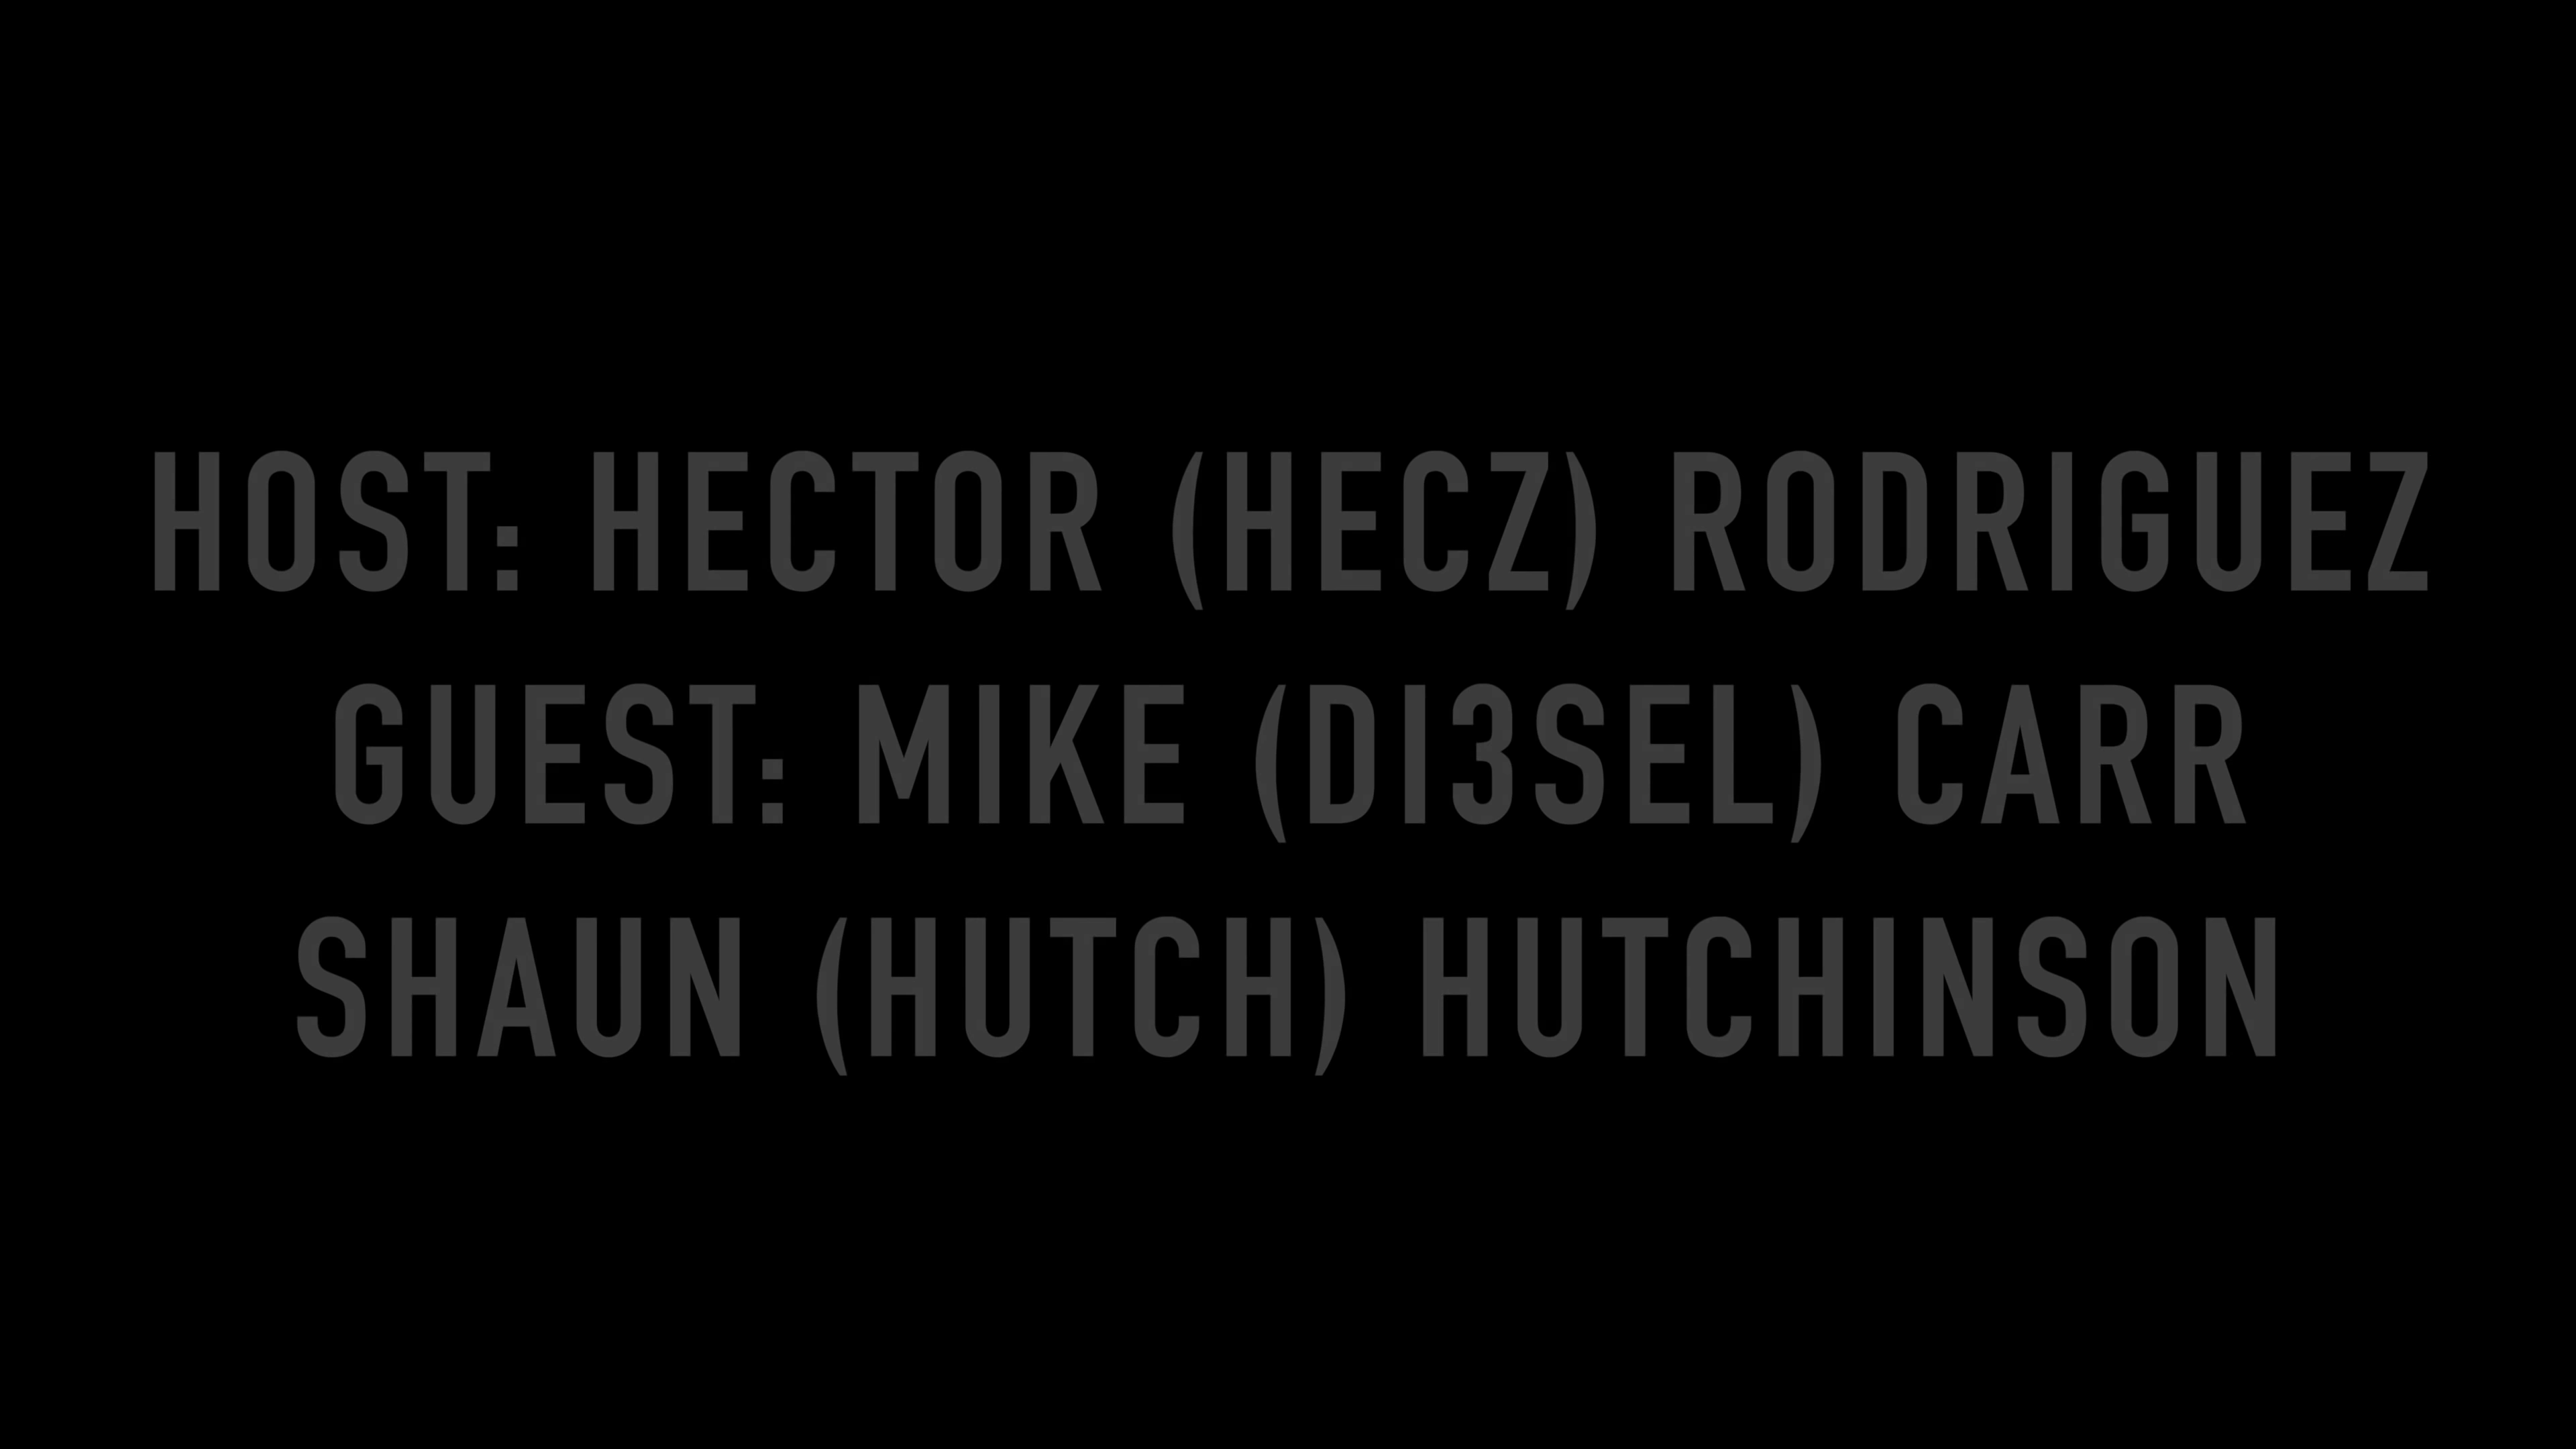 HOST: HECTOR (HECZ) RODRIGUEZ
GUEST: MIKE (DI3SEL) CARR
SHAUN (HUTCH) HUTCHINSON